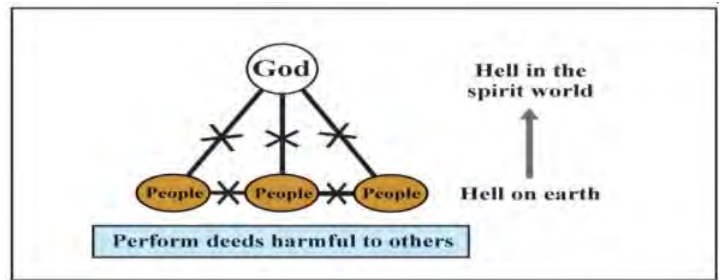 God
Hell in the
spirit world
People
People
People
Hell on earth
Perform deeds harmful to others